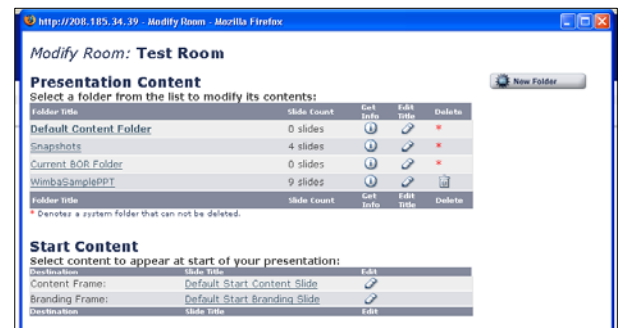 http://208.185.34.39 - Modify Room - Mozilla Firefox
Modify Room: Test Room
Presentation Content
New Folder
Select a folder from the list to modify its contents:
Folder Title Slide Count Get Info Edit Title Delete
Default Content Folder 0 slides *
Snapshots 4 slides *
Current BOR Folder 0 slides *
WimbaSamplePPT 9 slides
Folder Title Slide Count Get Info Edit Title Delete
* Denotes a system folder that can not be deleted.
Start Content
Select content to appear at start of your presentation:
Destination Slide Title Edit
Content Frame: Default Start Content Slide
Branding Frame: Default Start Branding Slide
Destination Slide Title Edit